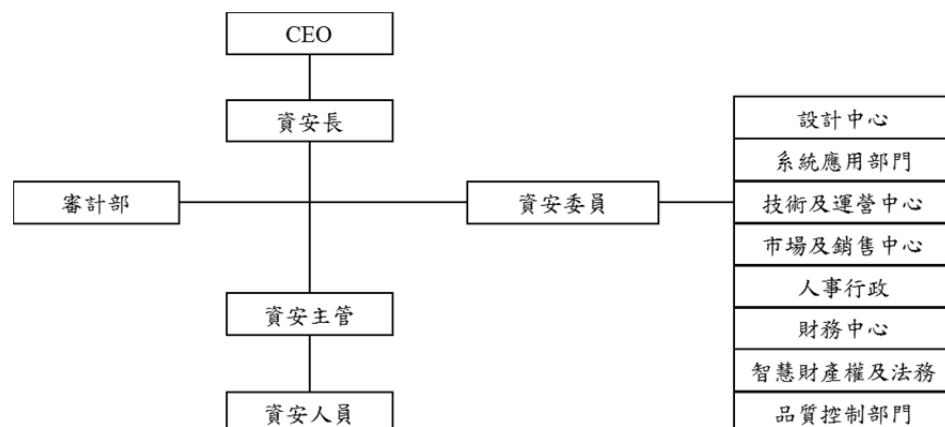 CEO
資安長
審計部
資安委員
資安主管
資安人員
設計中心
系統應用部門
技術及運營中心
市場及銷售中心
人事行政
財務中心
智慧財產權及法務
品質控制部門